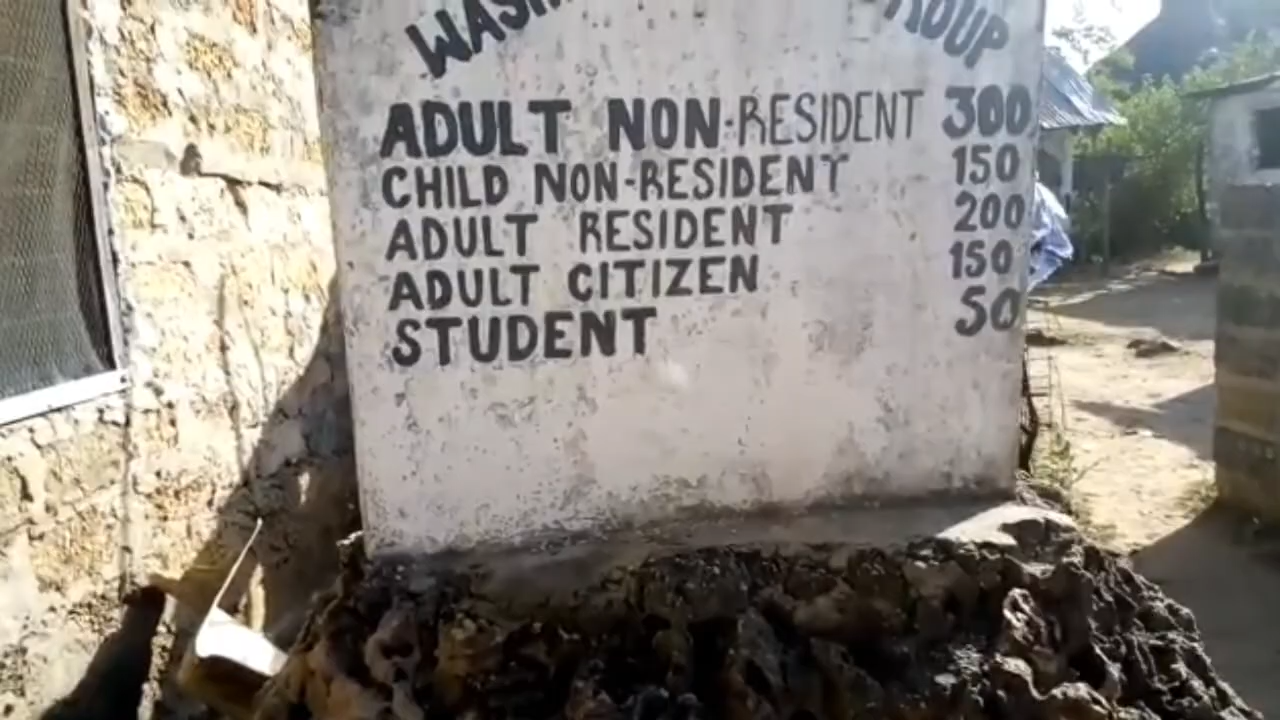 ADULT NON-RESIDENT 300
CHILD NON-RESIDENT 150
ADULT RESIDENT 200
ADULT CITIZEN 150
STUDENT 50